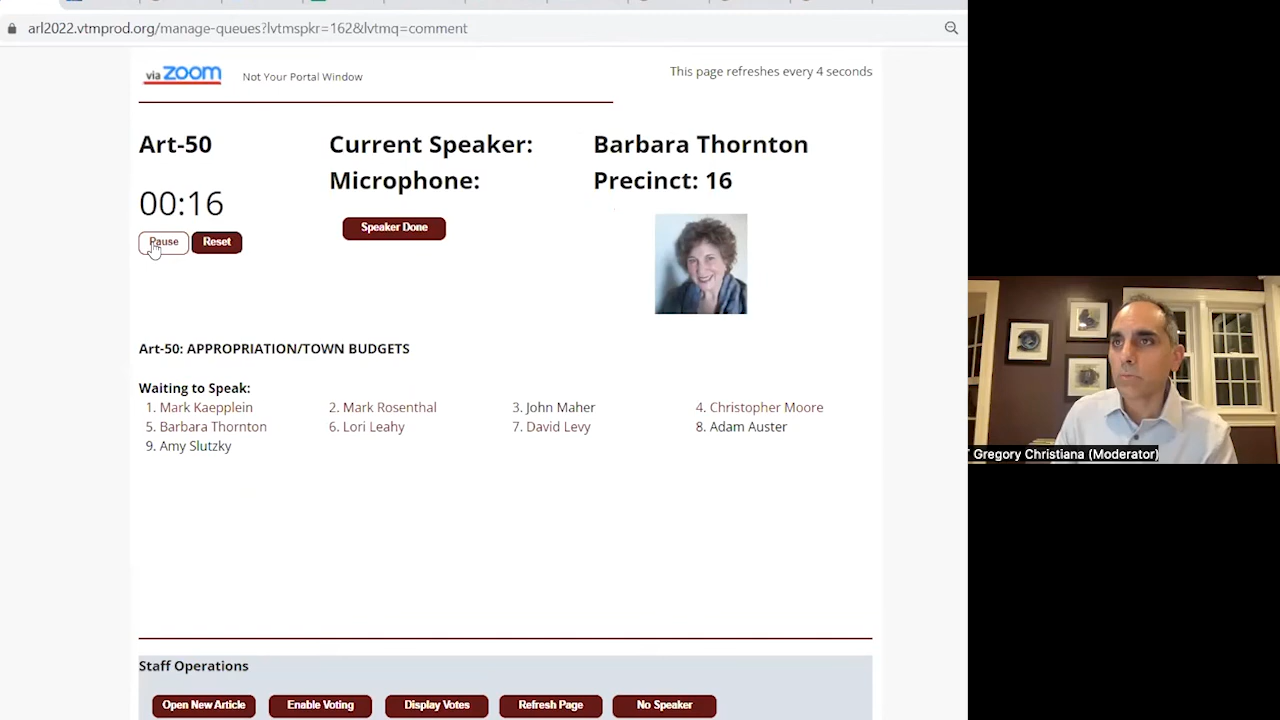 arl2022.vtmprod.org/manage-queues?lvtmspkr=162&lvtmq=comment
via zoom Not Your Portal Window This page refreshes every 4 seconds
Art-50 Current Speaker: Barbara Thornton
Microphone: Precinct: 16
00:16
Speaker Done
Pause Reset
Art-50: APPROPRIATION/TOWN BUDGETS
Waiting to Speak:
1. Mark Kaepplein 2. Mark Rosenthal 3. John Maher 4. Christopher Moore
5. Barbara Thornton 6. Lori Leahy 7. David Levy 8. Adam Auster
9. Amy Slutzky
Gregory Christiana (Moderator)
Staff Operations
Open New Article Enable Voting Display Votes Refresh Page No Speaker